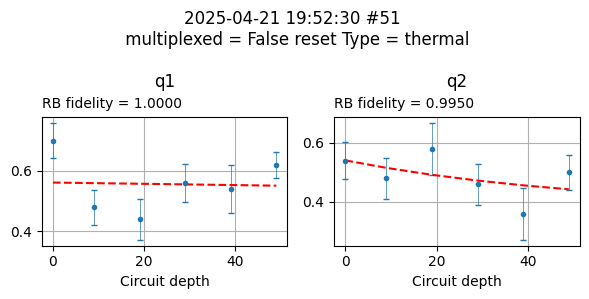 2025-04-21 19:52:30 #51
multiplexed = False reset Type = thermal
q1
RB fidelity = 1.0000
0.6
0.4
0 20 40
Circuit depth
q2
RB fidelity = 0.9950
0.6
0.4
0 20 40
Circuit depth